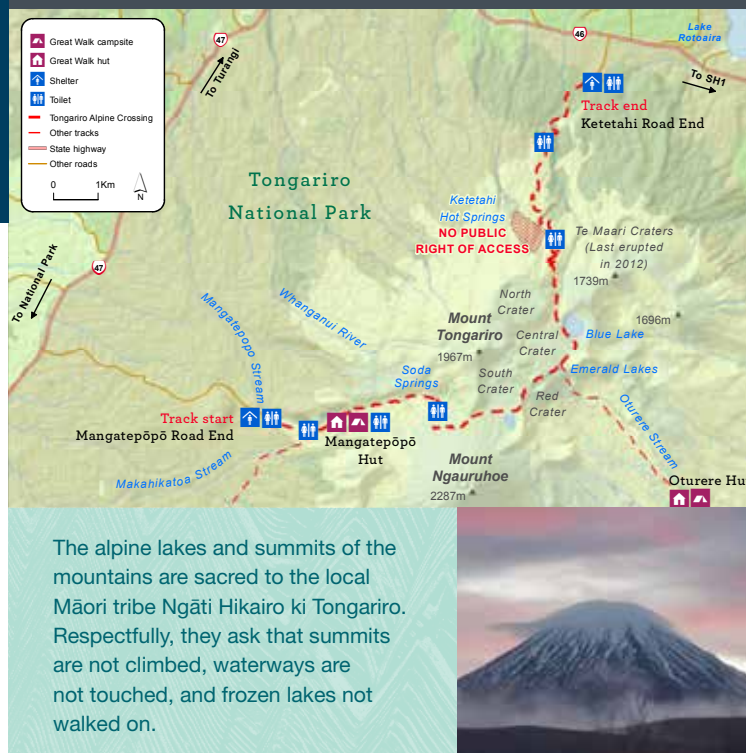 Great Walk campsite
Great Walk hut
Shelter
Toilet
Tongariro Alpine Crossing
Other tracks
State highway
Other roads
0 1Km
N
47
To Turangi
46
Lake
Rotoaira
To SH1
Track end
Ketetahi Road End
Tongariro
National Park
Ketetahi
Hot Springs
NO PUBLIC
RIGHT OF ACCESS
Te Maari Craters
(Last erupted
in 2012)
1739m
47
To National Park
Mangatepopo Stream
Whanganui River
North
Crater
Mount
Tongariro
1967m
Central
Crater
1696m
Blue Lake
Soda
Springs
South
Crater
Emerald Lakes
Red
Crater
Oturere Stream
Track start
Mangatepōpō Road End
Mangatepōpō
Hut
Makahikatoa Stream
Mount
Ngauruhoe
2287m
Oturere Hu
The alpine lakes and summits of the
mountains are sacred to the local
Māori tribe Ngāti Hikairo ki Tongariro.
Respectfully, they ask that summits
are not climbed, waterways are
not touched, and frozen lakes not
walked on.